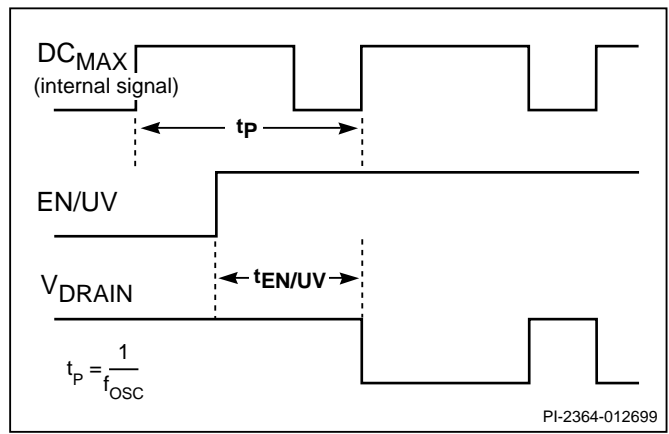 DCMAX
(internal signal)
tP
EN/UV
tEN/UV
VDRAIN
tP = 1
fOSC
PI-2364-012699